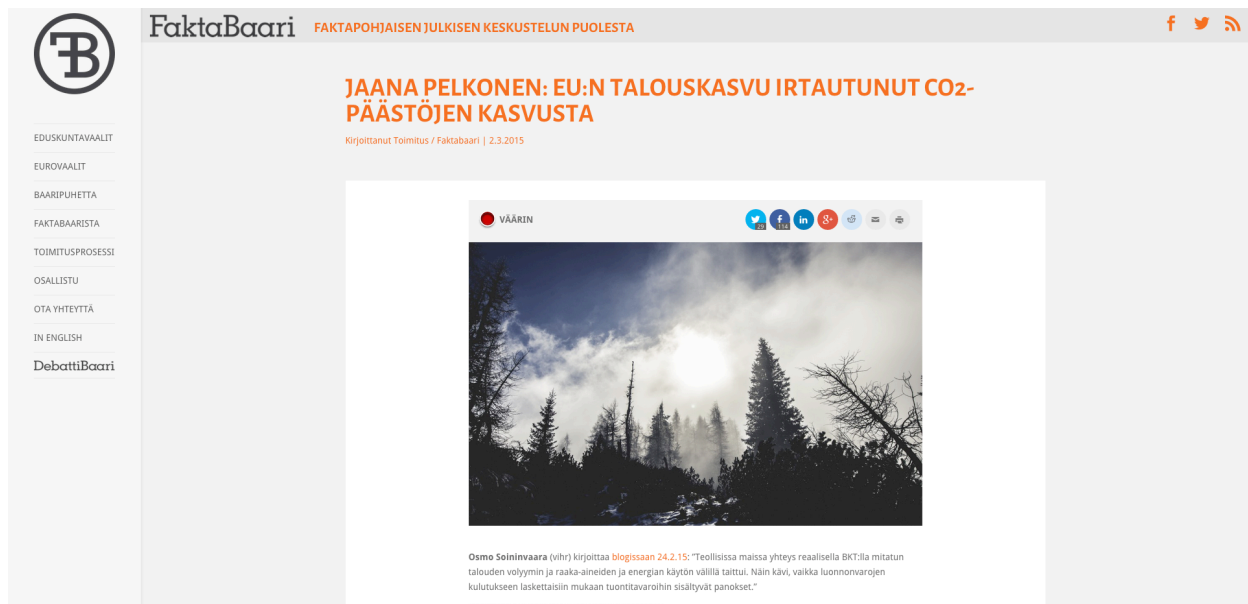 FB
FaktaBaari FAKTAPOHJAISEN JULKISEN KESKUSTELUN PUOLESTA
EDUSKUNTAVAALIT
EUROVAALIT
BAARIPUHETTA
FAKTABAARISTA
TOIMITUSPROSESSI
OSALLISTU
OTA YHTEYTTÄ
IN ENGLISH
DebattiBaari
JAANA PELKONEN: EU:N TALOUSKASVU IRTAUTUNUT CO2-
PÄÄSTÖJEN KASVUSTA
Kirjoittanut Toimitus / Faktabaari | 2.3.2015
VÄÄRIN
29 114
Osmo Soininvaara (vihr) kirjoittaa blogissaan 24.2.15: "Teollisissa maissa yhteys reaalisella BKT:lla mitatun
talouden volyymin ja raaka-aineiden ja energian käytön välillä taittui. Näin kävi, vaikka luonnonvarojen
kulutukseen laskettaisiin mukaan tuontitavaroihin sisältyvät panokset."